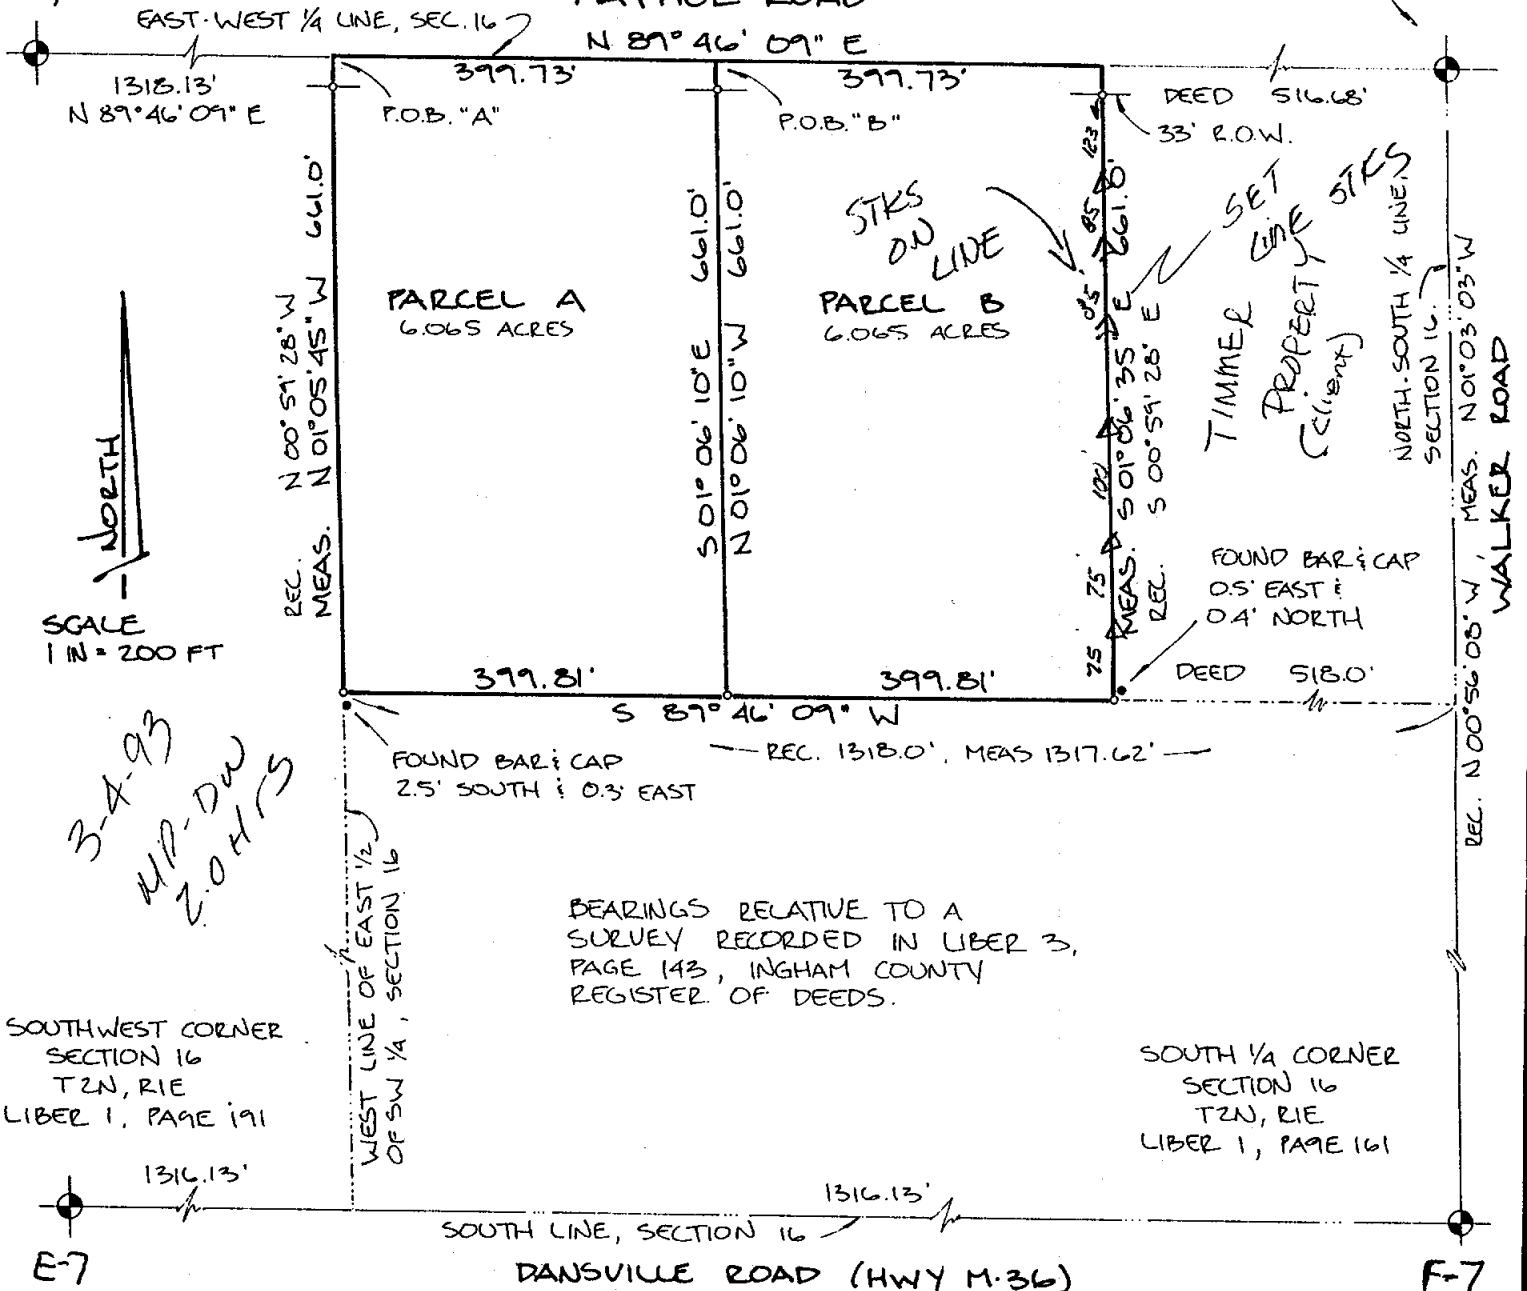 EAST-WEST 1/4 LINE, SEC. 16
ROAD
N 89° 46' 09" E
1318.13'
N 89° 46' 09" E
399.73'
399.73'
DEED 516.68'
P.O.B. "A"
P.O.B. "B"
33' R.O.W.
REC. N 00° 59' 28" W
MEAS. N 01° 05' 45" W 661.0'
PARCEL A
6.065 ACRES
S 01° 06' 10" E 661.0'
N 01° 06' 10" W 661.0'
STKS
ON
LINE
PARCEL B
6.065 ACRES
123
85
85'
100'
75'
75
MEAS. S 01° 06' 35 E 661.0'
REC. S 00° 59' 28" E
SET
LINE STKS
TIMMER
PROPERTY
(Client)
NORTH-SOUTH 1/4 LINE,
SECTION 16
REC. N 00° 56' 08" W, MEAS. N 01° 03' 03" W
WALKER ROAD
NORTH
SCALE
1 IN = 200 FT
FOUND BAR & CAP
0.5' EAST &
0.4' NORTH
399.81'
399.81'
DEED 518.0'
S 89° 46' 09" W
REC. 1318.0', MEAS 1317.62'
FOUND BAR & CAP
2.5' SOUTH & 0.3' EAST
3-4-93
MP-DW
2.0 HRS
WEST LINE OF EAST 1/2
OF SW 1/4, SECTION 16
BEARINGS RELATIVE TO A
SURVEY RECORDED IN LIBER 3,
PAGE 143, INGHAM COUNTY
REGISTER OF DEEDS.
SOUTHWEST CORNER
SECTION 16
T2N, R1E
LIBER 1, PAGE 191
SOUTH 1/4 CORNER
SECTION 16
T2N, R1E
LIBER 1, PAGE 161
1316.13'
1316.13'
SOUTH LINE, SECTION 16
E-7
DANSVILLE ROAD (HWY M-36)
F-7